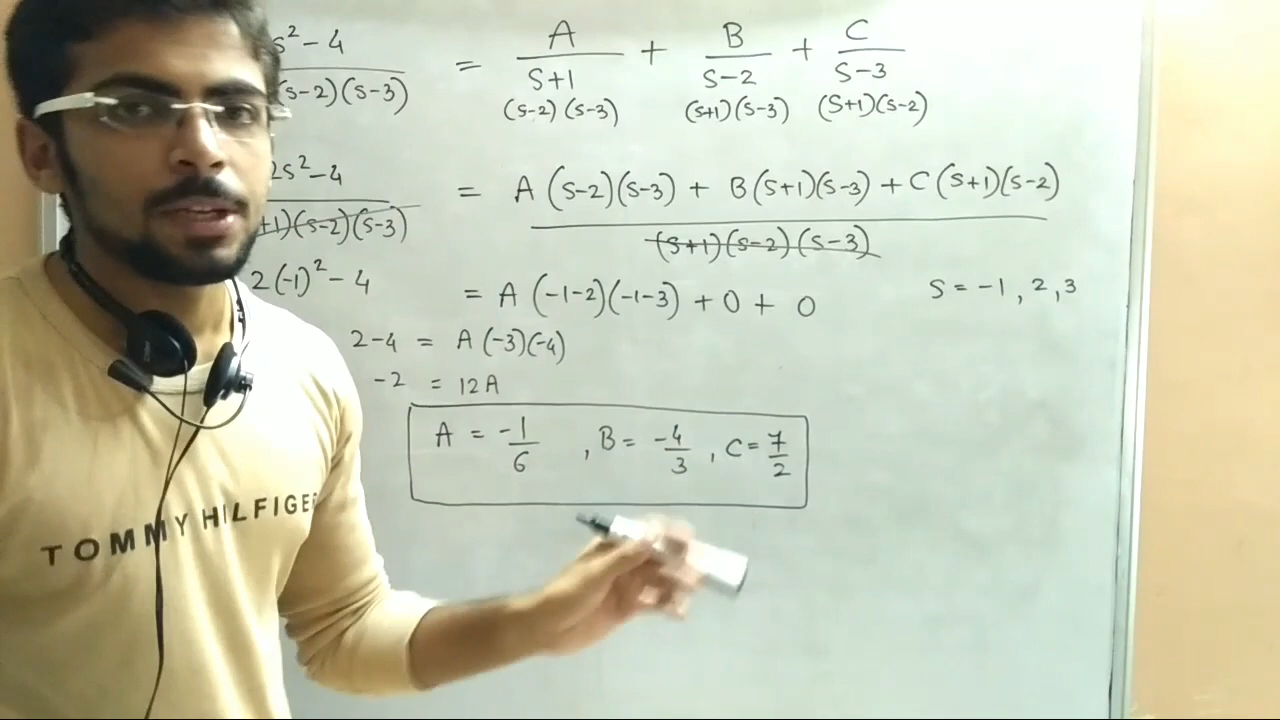 s² - 4 = A/(s+1) + B/(s-2) + C/(s-3)
(s-2)(s-3) (s-2)(s-3) (s+1)(s-3) (s+1)(s-2)
2s² - 4 = A(s-2)(s-3) + B(s+1)(s-3) + C(s+1)(s-2)
+1)(s-2)(s-3) (s+1)(s-2)(s-3)
2(-1)² - 4 = A(-1-2)(-1-3) + 0 + 0 s = -1, 2, 3
2-4 = A(-3)(-4)
-2 = 12A
A = -1/6 , B = -4/3 , C = 7/2
TOMMY HILFIGER